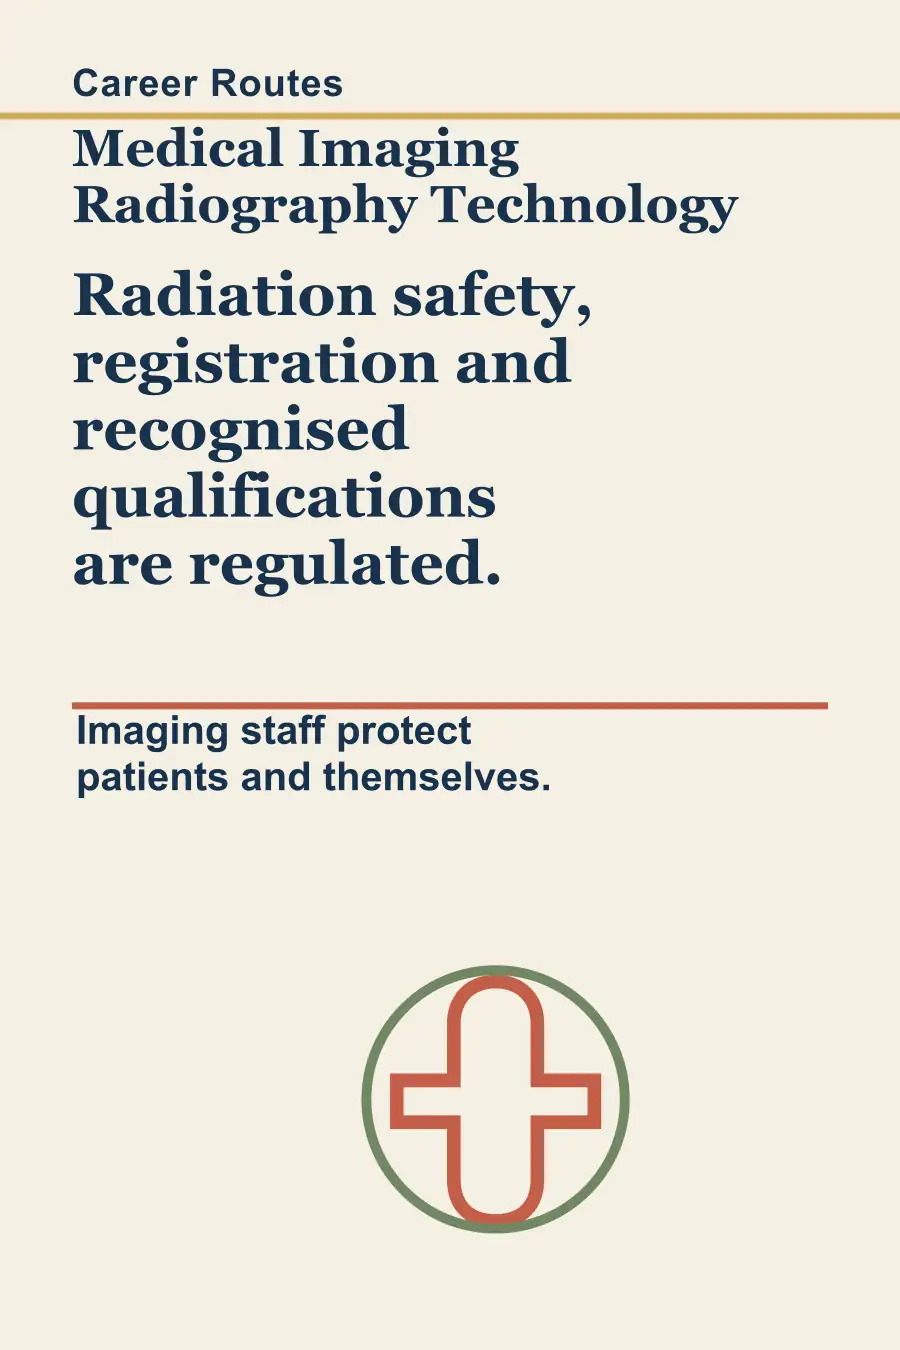 Career Routes
Medical Imaging
Radiography Technology
Radiation safety,
registration and
recognised
qualifications
are regulated.
Imaging staff protect
patients and themselves.